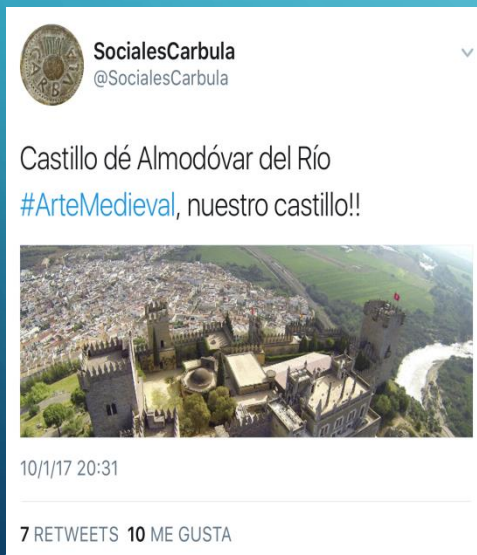 SocialesCarbula
@SocialesCarbula
Castillo dé Almodóvar del Río
#ArteMedieval, nuestro castillo!!
10/1/17 20:31
7 RETWEETS 10 ME GUSTA